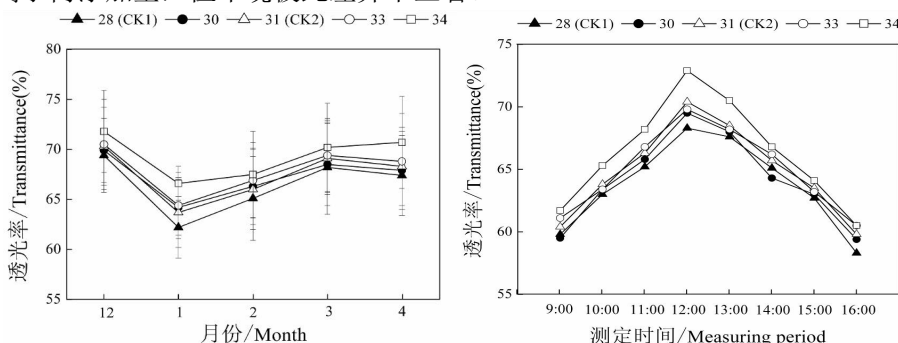 28 (CK1) 30 31 (CK2) 33 34
80
75
70
65
60
55
透光率/Transmittance(%)
12 1 2 3 4
月份/Month
28 (CK1) 30 31 (CK2) 33 34
75
70
65
60
55
透光率/Transmittance(%)
9:00 10:00 11:00 12:00 13:00 14:00 15:00 16:00
测定时间/Measuring period